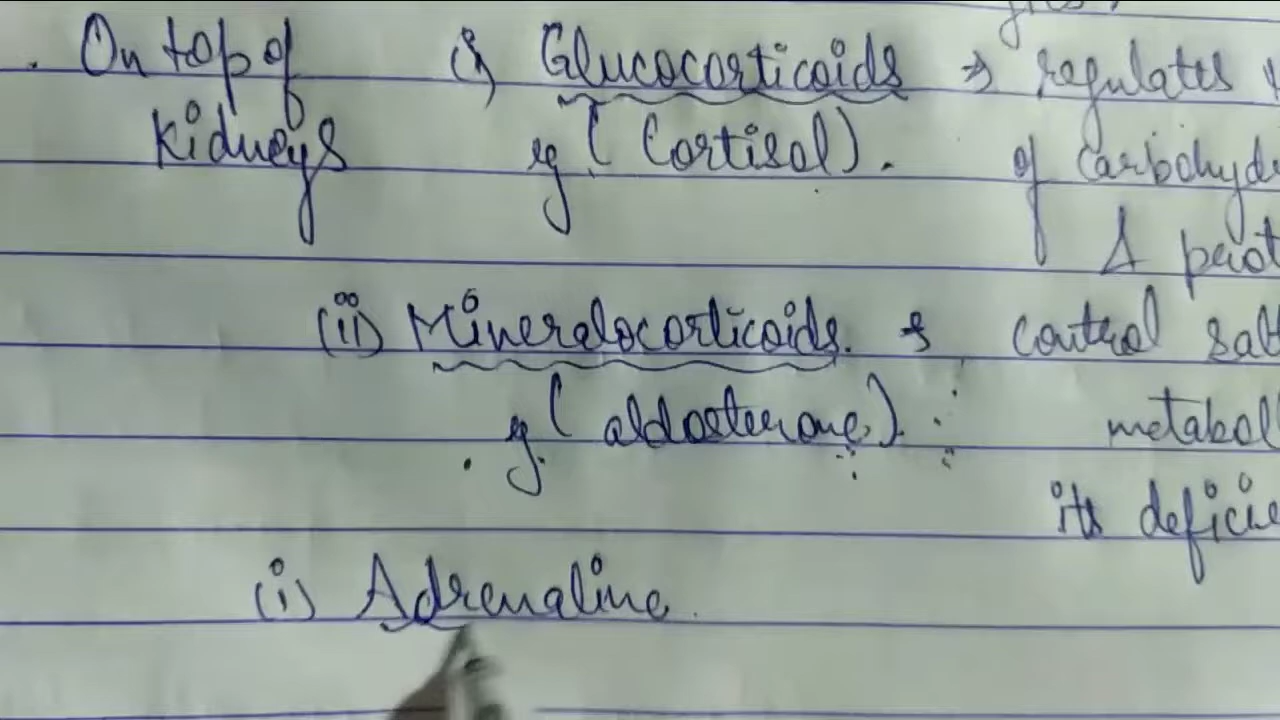 . On top of (i) Glucocorticoids → regulates
kidneys eg (Cortisol). of carbohyd
& prot
(ii) Mineralocorticoids. → control salt
eg (aldosterone). metabol
its deficie
(i) Adrenaline.